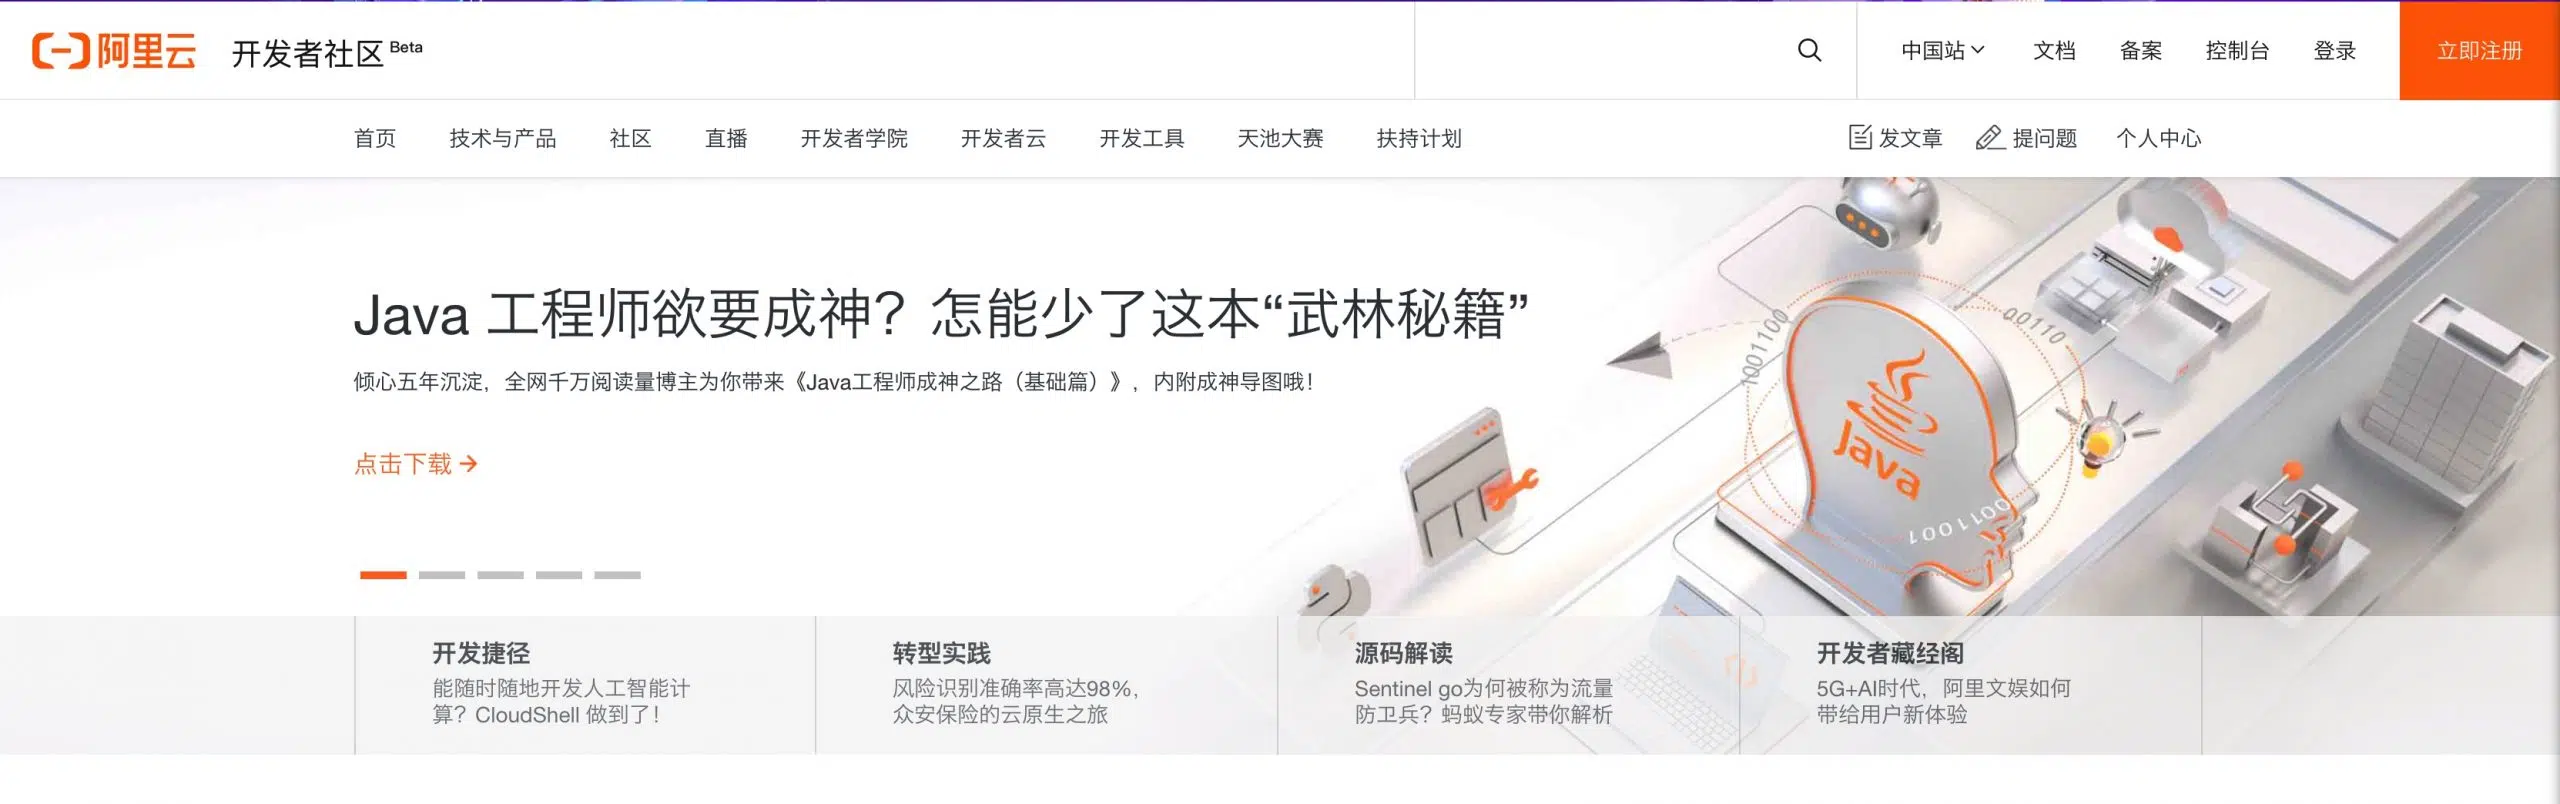 阿里云
开发者社区 Beta
中国站
文档
备案
控制台
登录
立即注册
首页
技术与产品
社区
直播
开发者学院
开发者云
开发工具
天池大赛
扶持计划
发文章
提问题
个人中心
Java 工程师欲要成神？怎能少了这本“武林秘籍”
倾心五年沉淀，全网千万阅读量博主为你带来《Java工程师成神之路（基础篇）》，内附成神导图哦！
点击下载
1001100
00110
Java
1001100
开发捷径
能随时随地开发人工智能计
算？CloudShell 做到了！
转型实践
风险识别准确率高达98%，
众安保险的云原生之旅
源码解读
Sentinel go为何被称为流量
防卫兵？蚂蚁专家带你解析
开发者藏经阁
5G+AI时代，阿里文娱如何
带给用户新体验